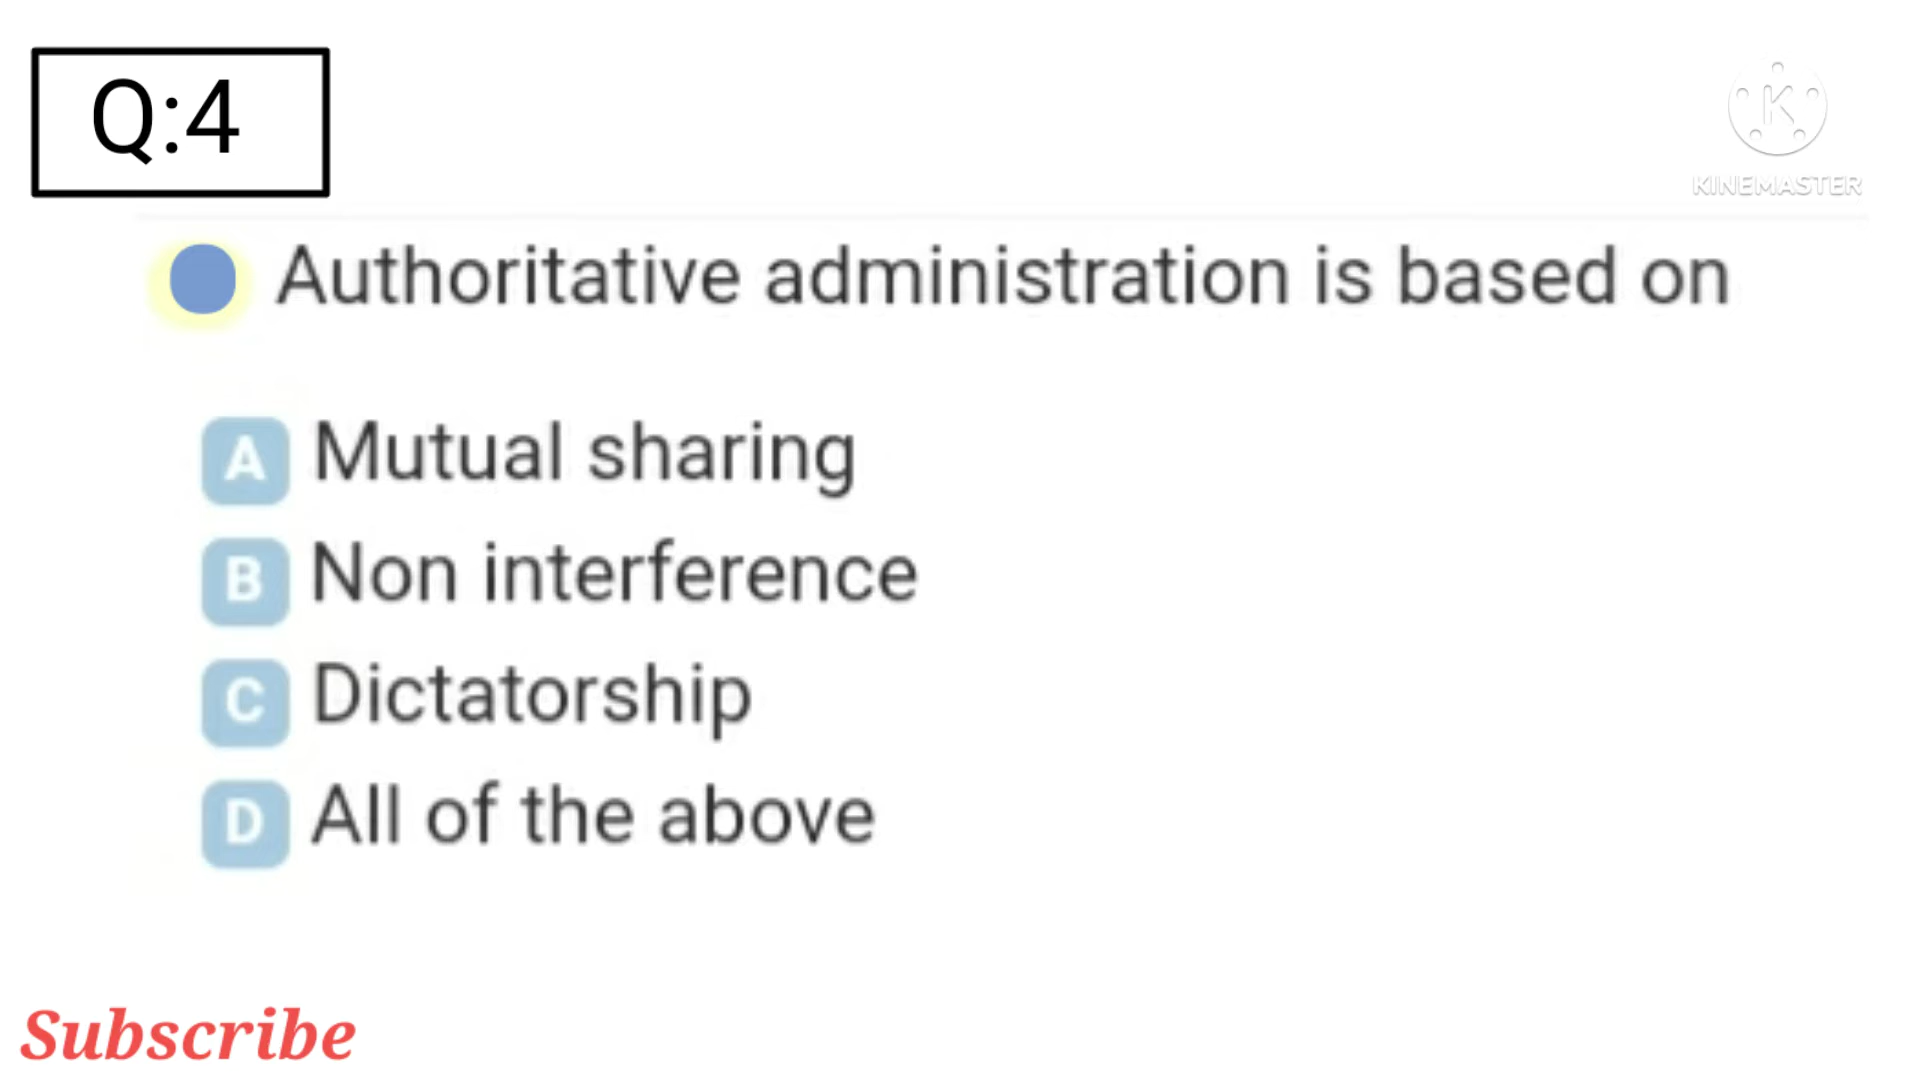 Q:4
KINEMASTER
Authoritative administration is based on
A Mutual sharing
B Non interference
C Dictatorship
D All of the above
Subscribe